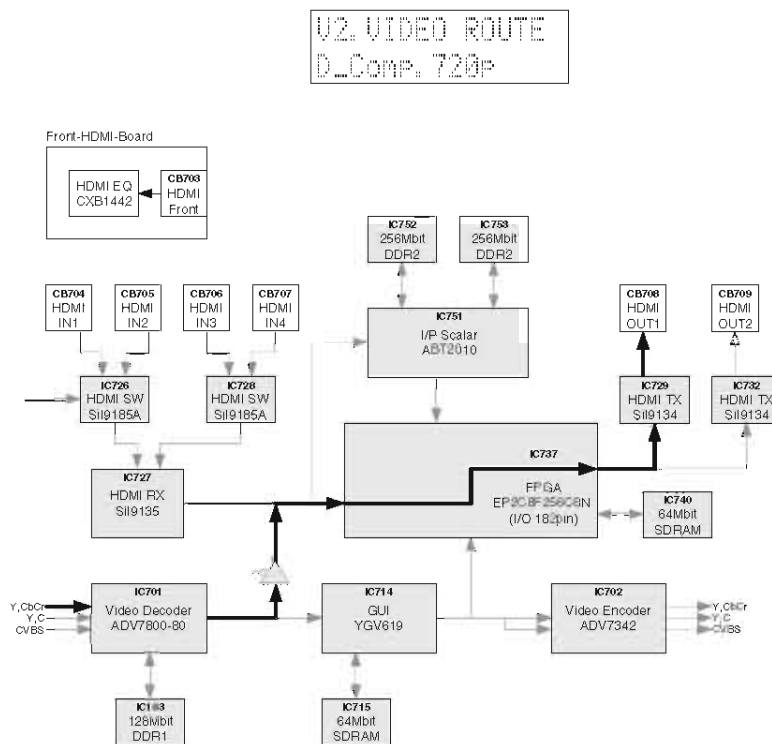 V2. VIDEO ROUTE
D_Comp. 720p
Front-HDMI-Board
HDMI EQ
CXB1442
CB703
HDMI
Front
IC752
256Mbit
DDR2
IC753
256Mbit
DDR2
CB704
HDMI
IN1
CB705
HDMI
IN2
CB706
HDMI
IN3
CB707
HDMI
IN4
IC751
I/P Scalar
ABT2010
CB708
HDMI
OUT1
CB709
HDMI
OUT2
IC726
HDMI SW
SiI9185A
IC728
HDMI SW
SiI9185A
IC729
HDMI TX
SiI9134
IC732
HDMI TX
SiI9134
IC727
HDMI RX
SiI9135
IC737
FPGA
EP2C8F256C8N
(I/O 182pin)
IC740
64Mbit
SDRAM
Y,CbCr
Y,C
CVBS
IC701
Video Decoder
ADV7800-80
IC714
GUI
YGV619
IC702
Video Encoder
ADV7342
Y,CbCr
Y,C
CVBS
128Mbit
DDR1
IC715
64Mbit
SDRAM